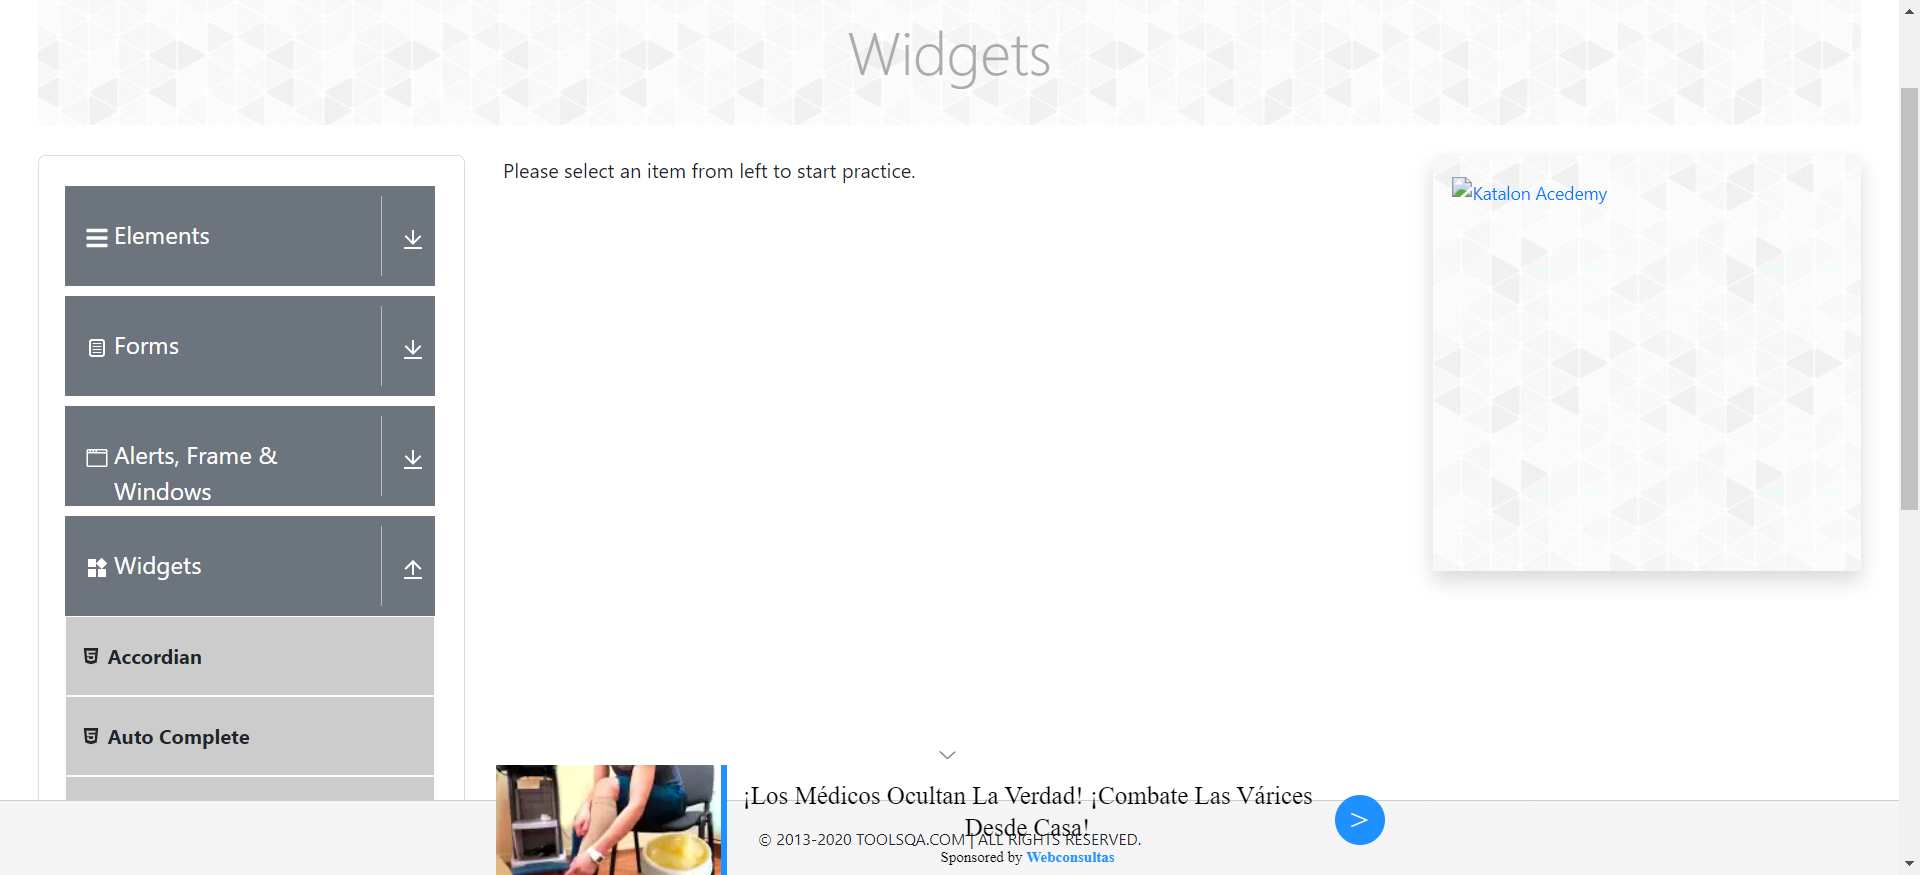 Widgets
Elements
Forms
Alerts, Frame &
Windows
Widgets
Accordian
Auto Complete
Please select an item from left to start practice.
Katalon Acedemy
¡Los Médicos Ocultan La Verdad! ¡Combate Las Várices
Desde Casa!
© 2013-2020 TOOLSQA.COM | ALL RIGHTS RESERVED.
Sponsored by Webconsultas
>